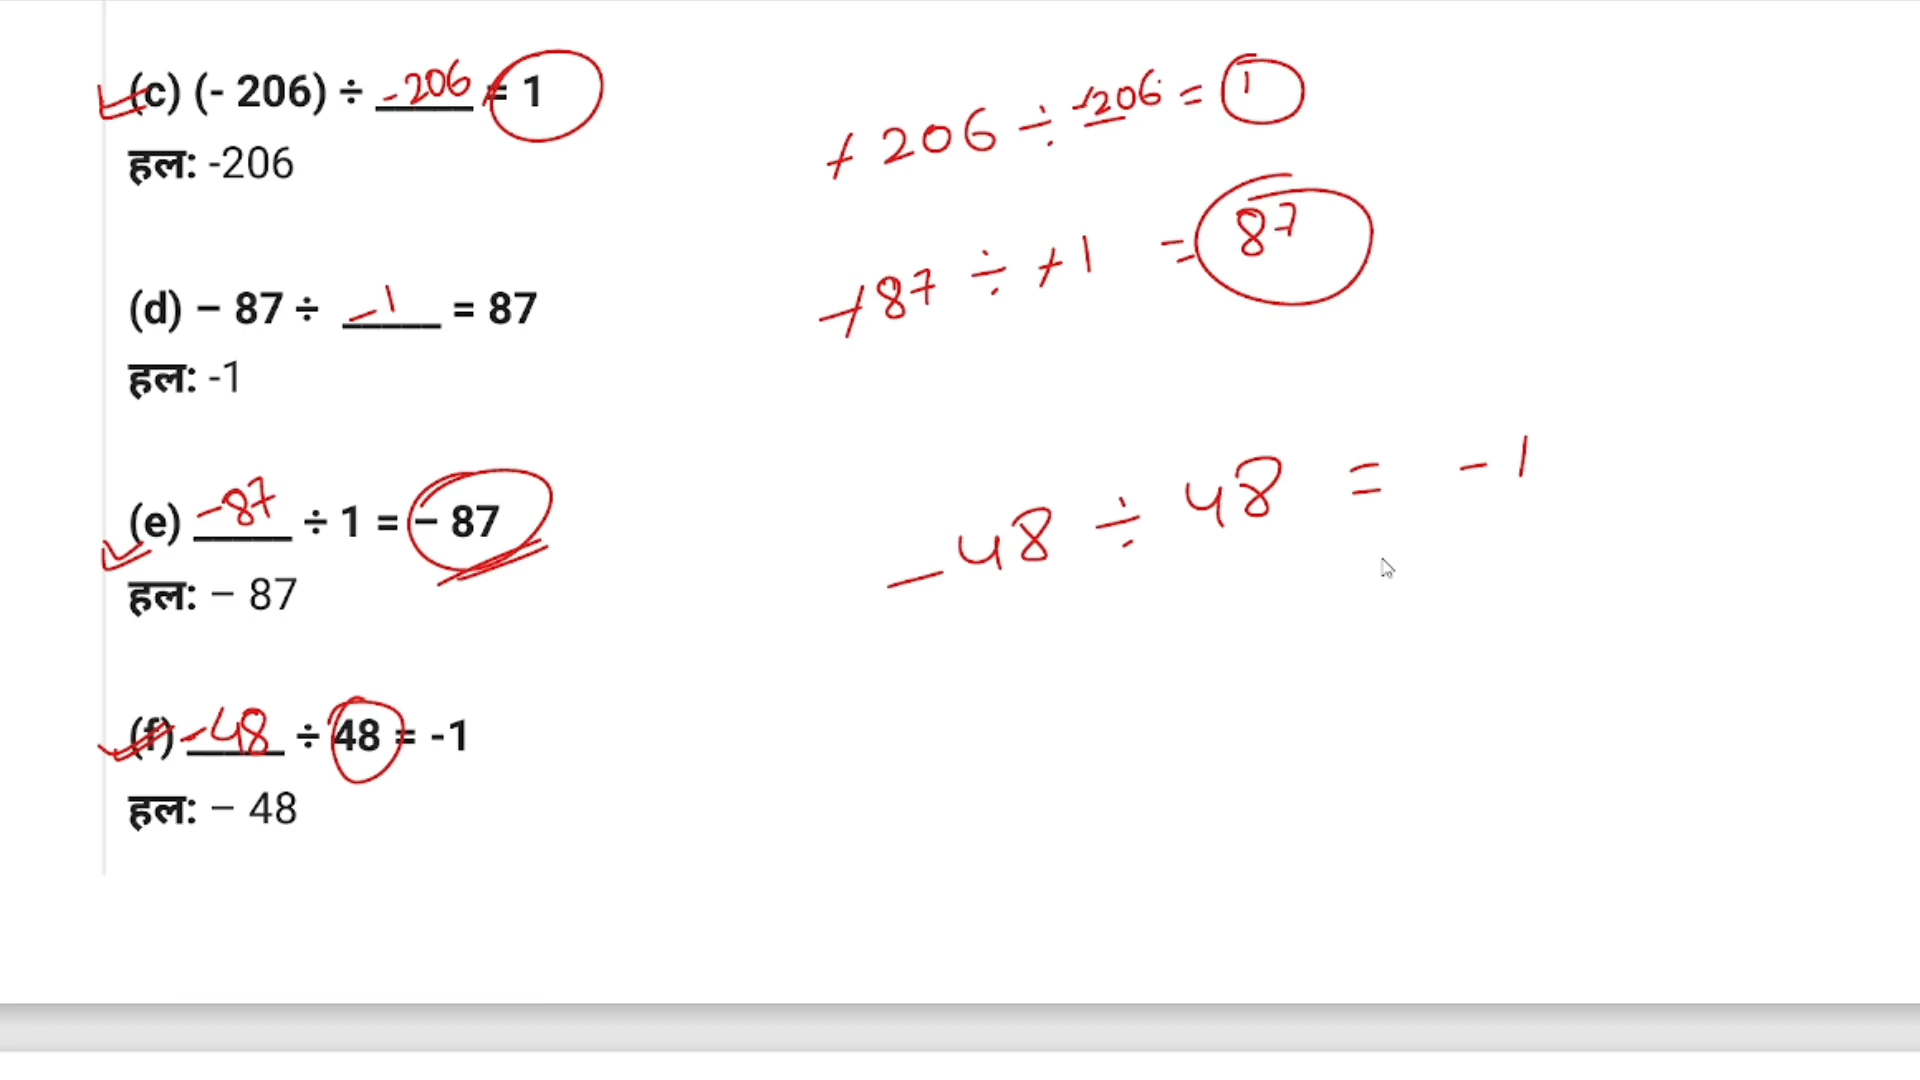 (c) (- 206) ÷ -206 = 1
हल: -206
(d) – 87 ÷ -1 = 87
हल: -1
(e) -87 ÷ 1 = – 87
हल: – 87
(f) -48 ÷ 48 = -1
हल: – 48
+ 206 ÷ +206 = 1
+87 ÷ +1 = 87
-48 ÷ 48 = -1